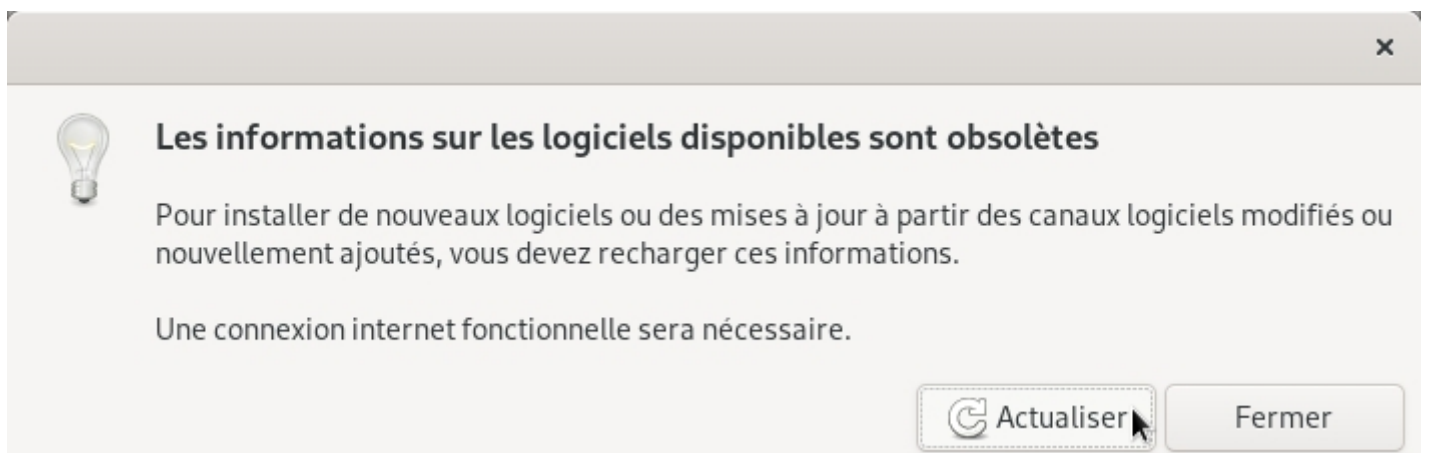 Les informations sur les logiciels disponibles sont obsolètes
Pour installer de nouveaux logiciels ou des mises à jour à partir des canaux logiciels modifiés ou
nouvellement ajoutés, vous devez recharger ces informations.
Une connexion internet fonctionnelle sera nécessaire.
Actualiser
Fermer